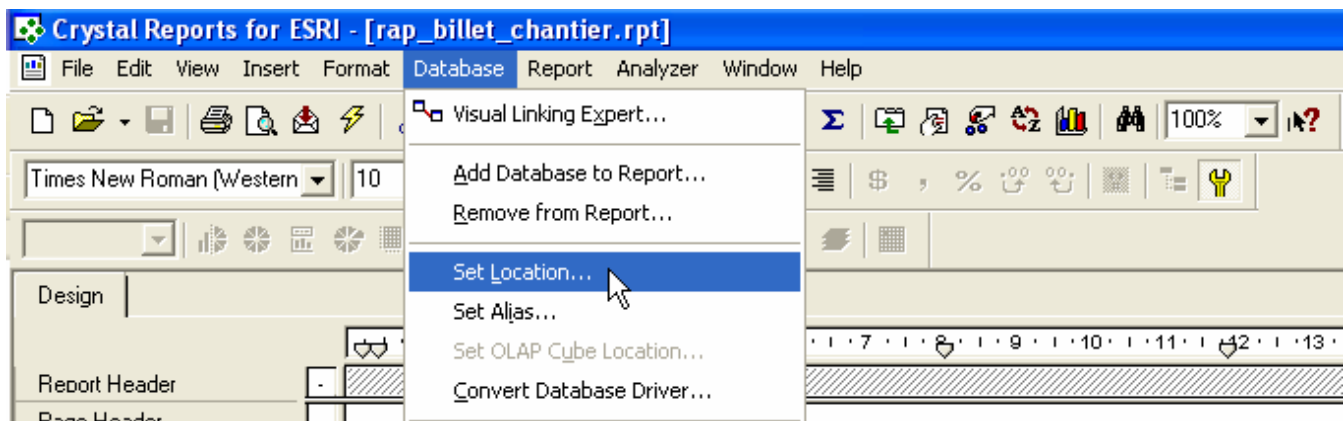 Crystal Reports for ESRI - [rap_billet_chantier.rpt]
File Edit View Insert Format Database Report Analyzer Window Help
Visual Linking Expert...
100%
Add Database to Report...
Times New Roman (Western 10
$ , %
Remove from Report...
Set Location...
Design
Set Alias...
Set OLAP Cube Location...
7 8 9 10 11 12 13
Report Header
Convert Database Driver...
Page Header